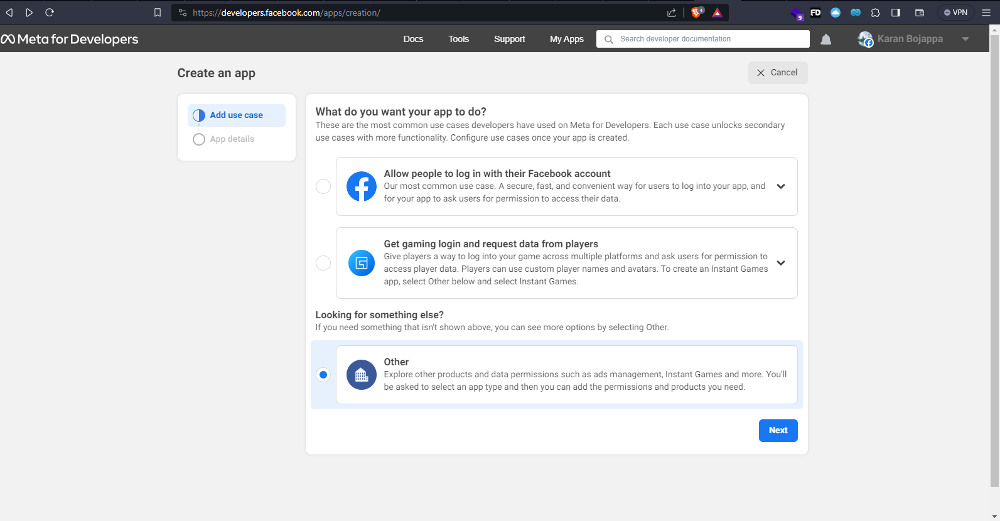 https://developers.facebook.com/apps/creation/
4
9
FD
VPN
Meta for Developers
Docs
Tools
Support
My Apps
Search developer documentation
Karan Bojappa
Create an app
Cancel
Add use case
App details
What do you want your app to do?
These are the most common use cases developers have used on Meta for Developers. Each use case unlocks secondary
use cases with more functionality. Configure use cases once your app is created.
Allow people to log in with their Facebook account
Our most common use case. A secure, fast, and convenient way for users to log into your app, and
for your app to ask users for permission to access their data.
Get gaming login and request data from players
Give players a way to log into your game across multiple platforms and ask users for permission to
access player data. Players can use custom player names and avatars. To create an Instant Games
app, select Other below and select Instant Games.
Looking for something else?
If you need something that isn't shown above, you can see more options by selecting Other.
Other
Explore other products and data permissions such as ads management, Instant Games and more. You'll
be asked to select an app type and then you can add the permissions and products you need.
Next